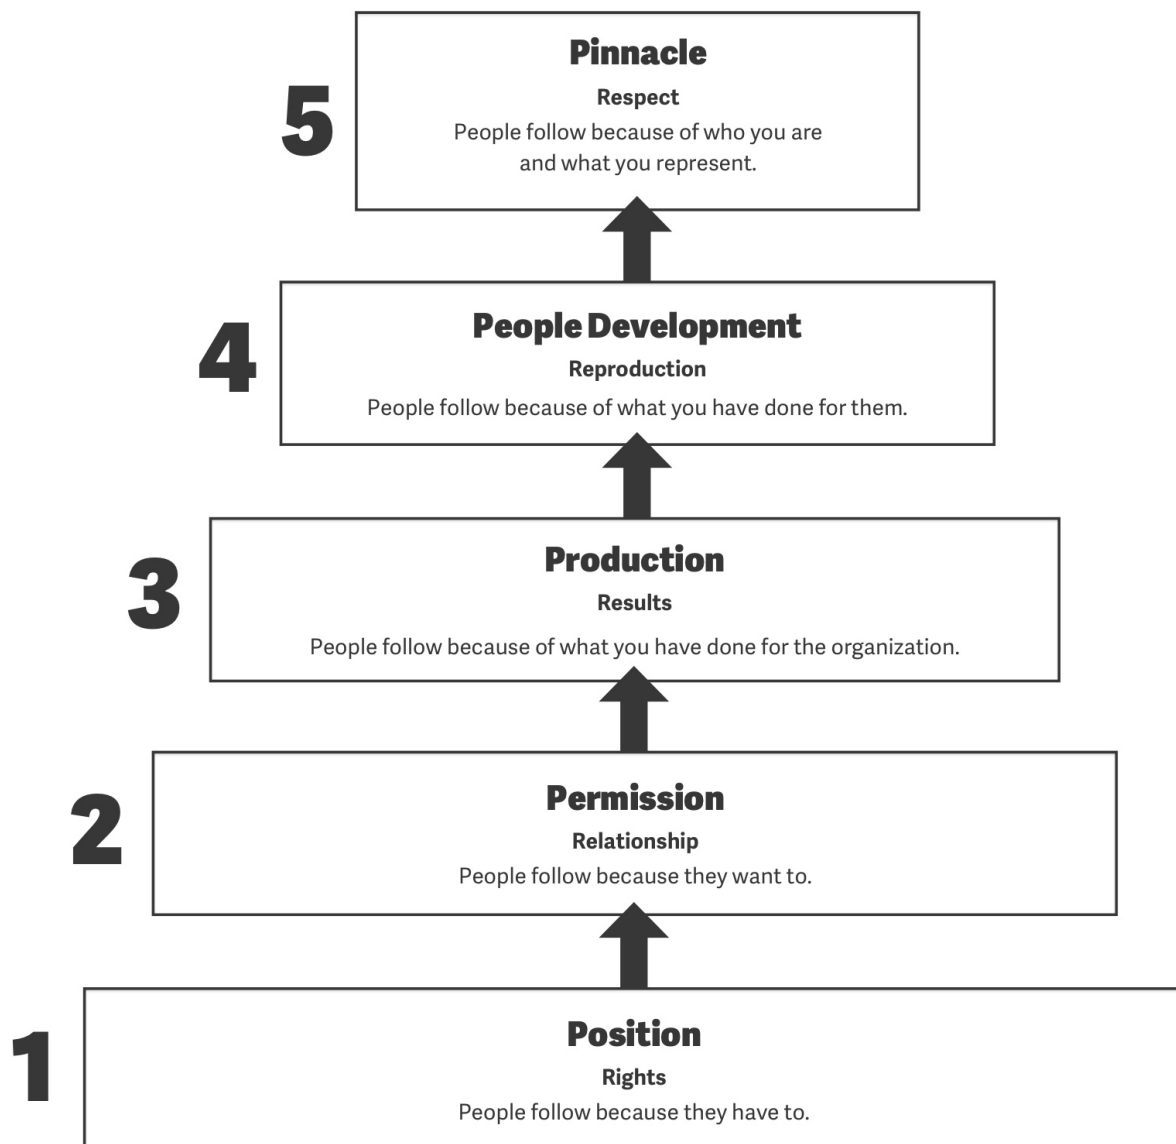 5
Pinnacle
Respect
People follow because of who you are
and what you represent.
4
People Development
Reproduction
People follow because of what you have done for them.
3
Production
Results
People follow because of what you have done for the organization.
2
Permission
Relationship
People follow because they want to.
1
Position
Rights
People follow because they have to.